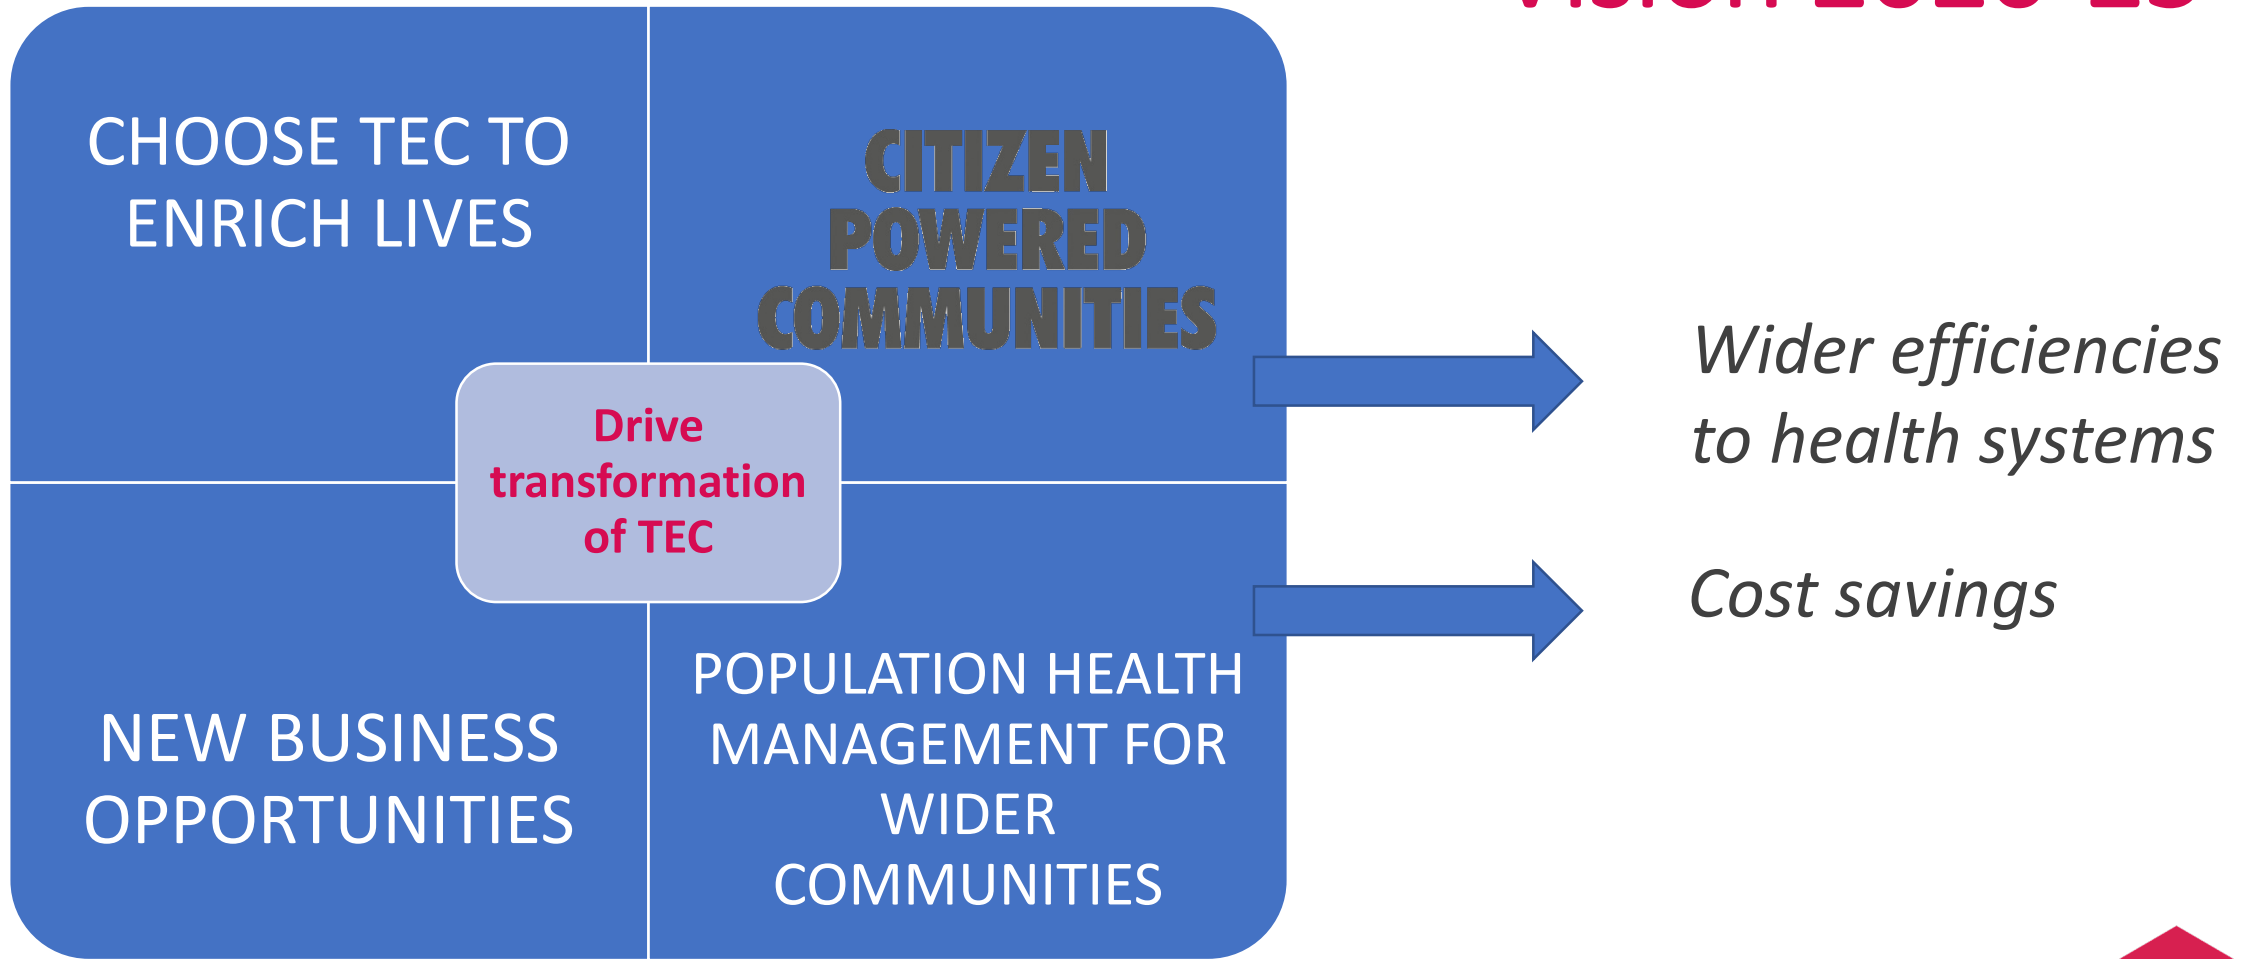 CHOOSE TEC TO
ENRICH LIVES
CITIZEN
POWERED
COMMUNITIES
Drive
transformation
of TEC
NEW BUSINESS
OPPORTUNITIES
POPULATION HEALTH
MANAGEMENT FOR
WIDER
COMMUNITIES
Wider efficiencies
to health systems
Cost savings